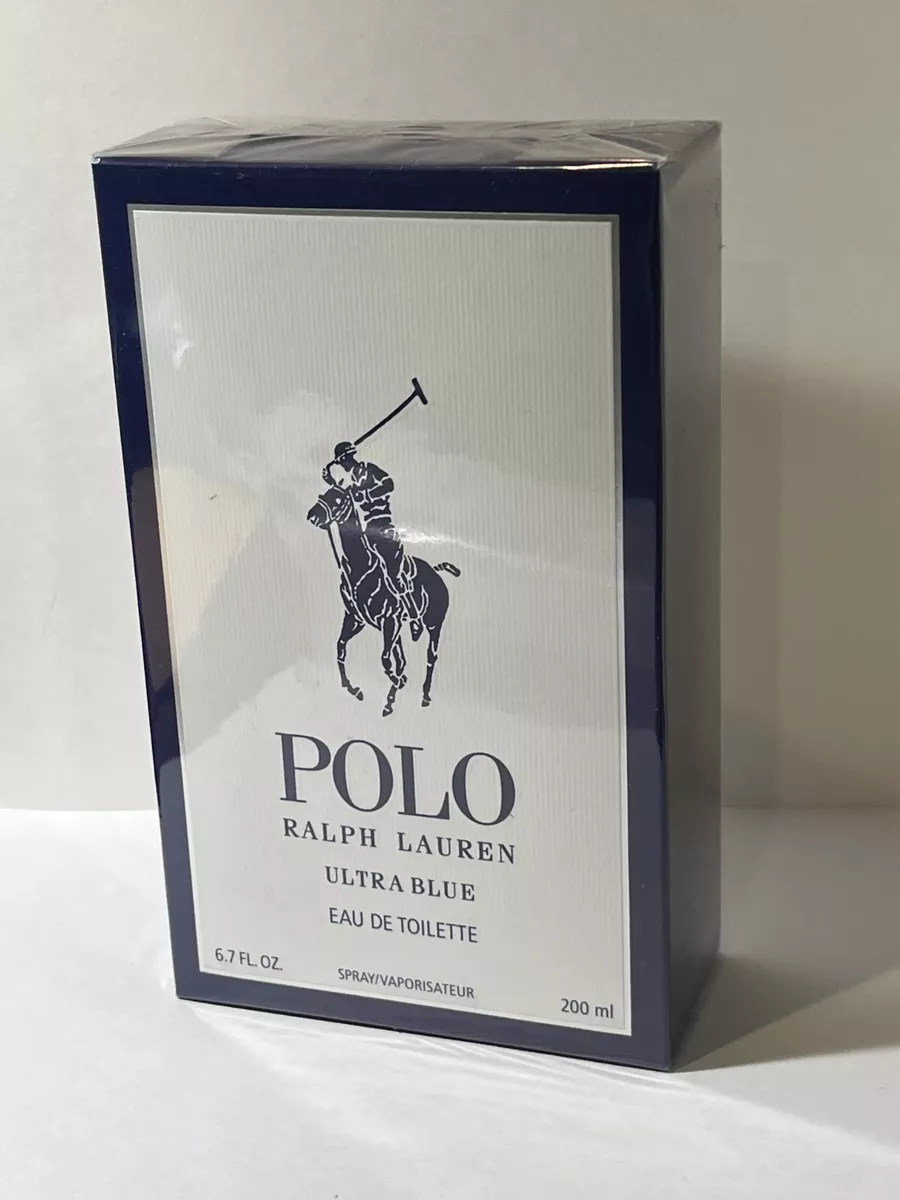 POLO
RALPH LAUREN
ULTRA BLUE
EAU DE TOILETTE
6.7 FL. OZ.
SPRAY/VAPORISATEUR
200 ml